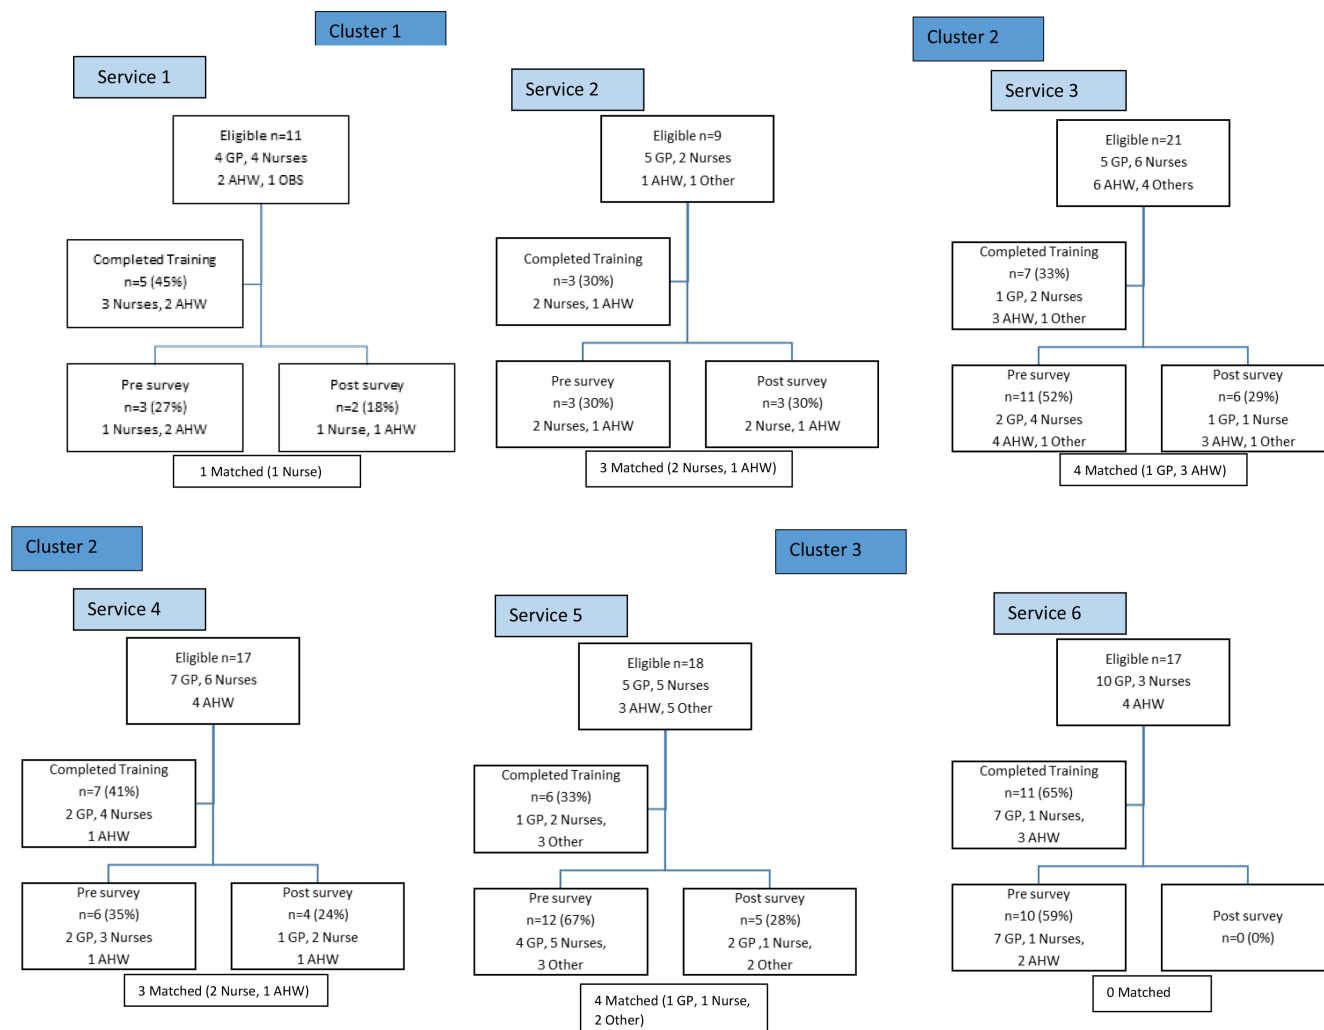 Cluster 1
Service 1
Eligible n=11
4 GP, 4 Nurses
2 AHW, 1 OBS
Completed Training
n=5 (45%)
3 Nurses, 2 AHW
Pre survey
n=3 (27%)
1 Nurses, 2 AHW
Post survey
n=2 (18%)
1 Nurse, 1 AHW
1 Matched (1 Nurse)
Service 2
Eligible n=9
5 GP, 2 Nurses
1 AHW, 1 Other
Completed Training
n=3 (30%)
2 Nurses, 1 AHW
Pre survey
n=3 (30%)
2 Nurses, 1 AHW
Post survey
n=3 (30%)
2 Nurse, 1 AHW
3 Matched (2 Nurses, 1 AHW)
Cluster 2
Service 3
Eligible n=21
5 GP, 6 Nurses
6 AHW, 4 Others
Completed Training
n=7 (33%)
1 GP, 2 Nurses
3 AHW, 1 Other
Pre survey
n=11 (52%)
2 GP, 4 Nurses
4 AHW, 1 Other
Post survey
n=6 (29%)
1 GP, 1 Nurse
3 AHW, 1 Other
4 Matched (1 GP, 3 AHW)
Cluster 2
Service 4
Eligible n=17
7 GP, 6 Nurses
4 AHW
Completed Training
n=7 (41%)
2 GP, 4 Nurses
1 AHW
Pre survey
n=6 (35%)
2 GP, 3 Nurses
1 AHW
Post survey
n=4 (24%)
1 GP, 2 Nurse
1 AHW
3 Matched (2 Nurse, 1 AHW)
Cluster 3
Service 5
Eligible n=18
5 GP, 5 Nurses
3 AHW, 5 Other
Completed Training
n=6 (33%)
1 GP, 2 Nurses,
3 Other
Pre survey
n=12 (67%)
4 GP, 5 Nurses,
3 Other
Post survey
n=5 (28%)
2 GP ,1 Nurse,
2 Other
4 Matched (1 GP, 1 Nurse,
2 Other)
Service 6
Eligible n=17
10 GP, 3 Nurses
4 AHW
Completed Training
n=11 (65%)
7 GP, 1 Nurses,
3 AHW
Pre survey
n=10 (59%)
7 GP, 1 Nurses,
2 AHW
Post survey
n=0 (0%)
0 Matched